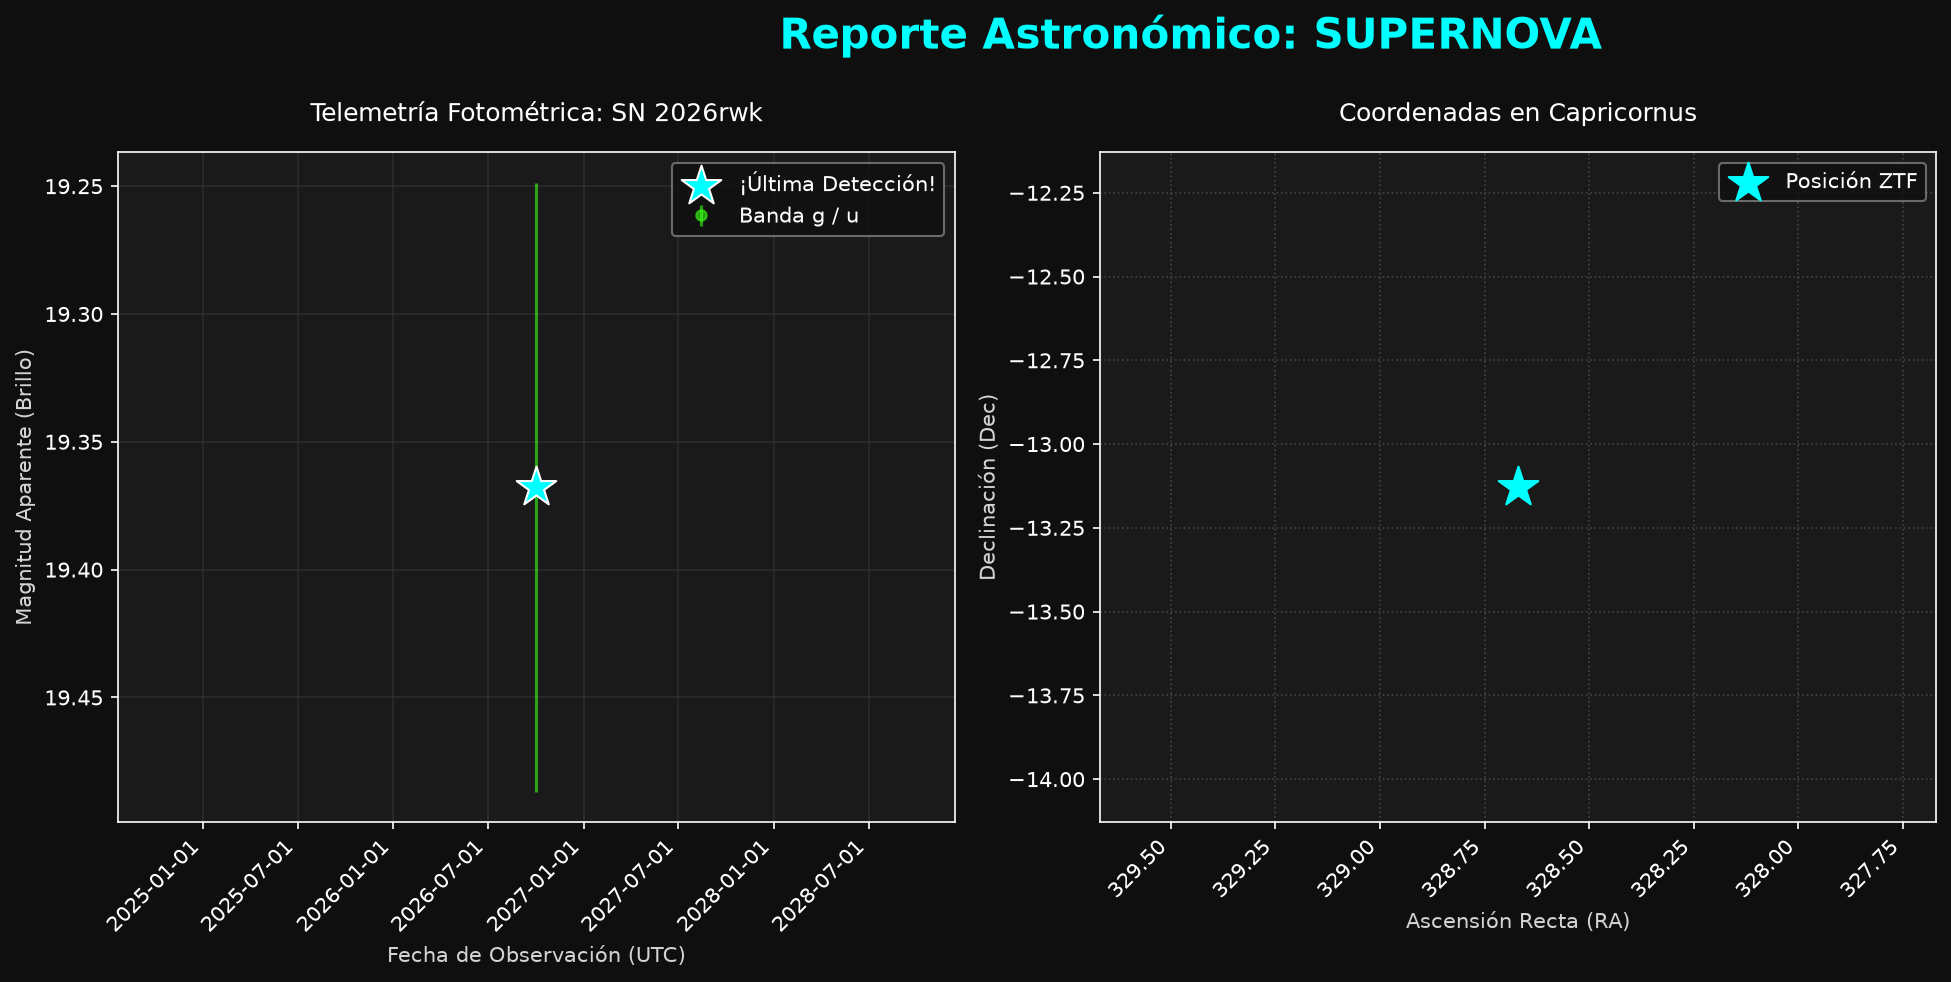 Reporte Astronómico: SUPERNOVA
Telemetría Fotométrica: SN 2026rwk
¡Última Detección!
Banda g / u
19.25
19.30
19.35
19.40
19.45
Magnitud Aparente (Brillo)
2025-01-01
2025-07-01
2026-01-01
2026-07-01
2027-01-01
2027-07-01
2028-01-01
2028-07-01
Fecha de Observación (UTC)
Coordenadas en Capricornus
Posición ZTF
−12.25
−12.50
−12.75
−13.00
−13.25
−13.50
−13.75
−14.00
Declinación (Dec)
329.50
329.25
329.00
328.75
328.50
328.25
328.00
327.75
Ascensión Recta (RA)